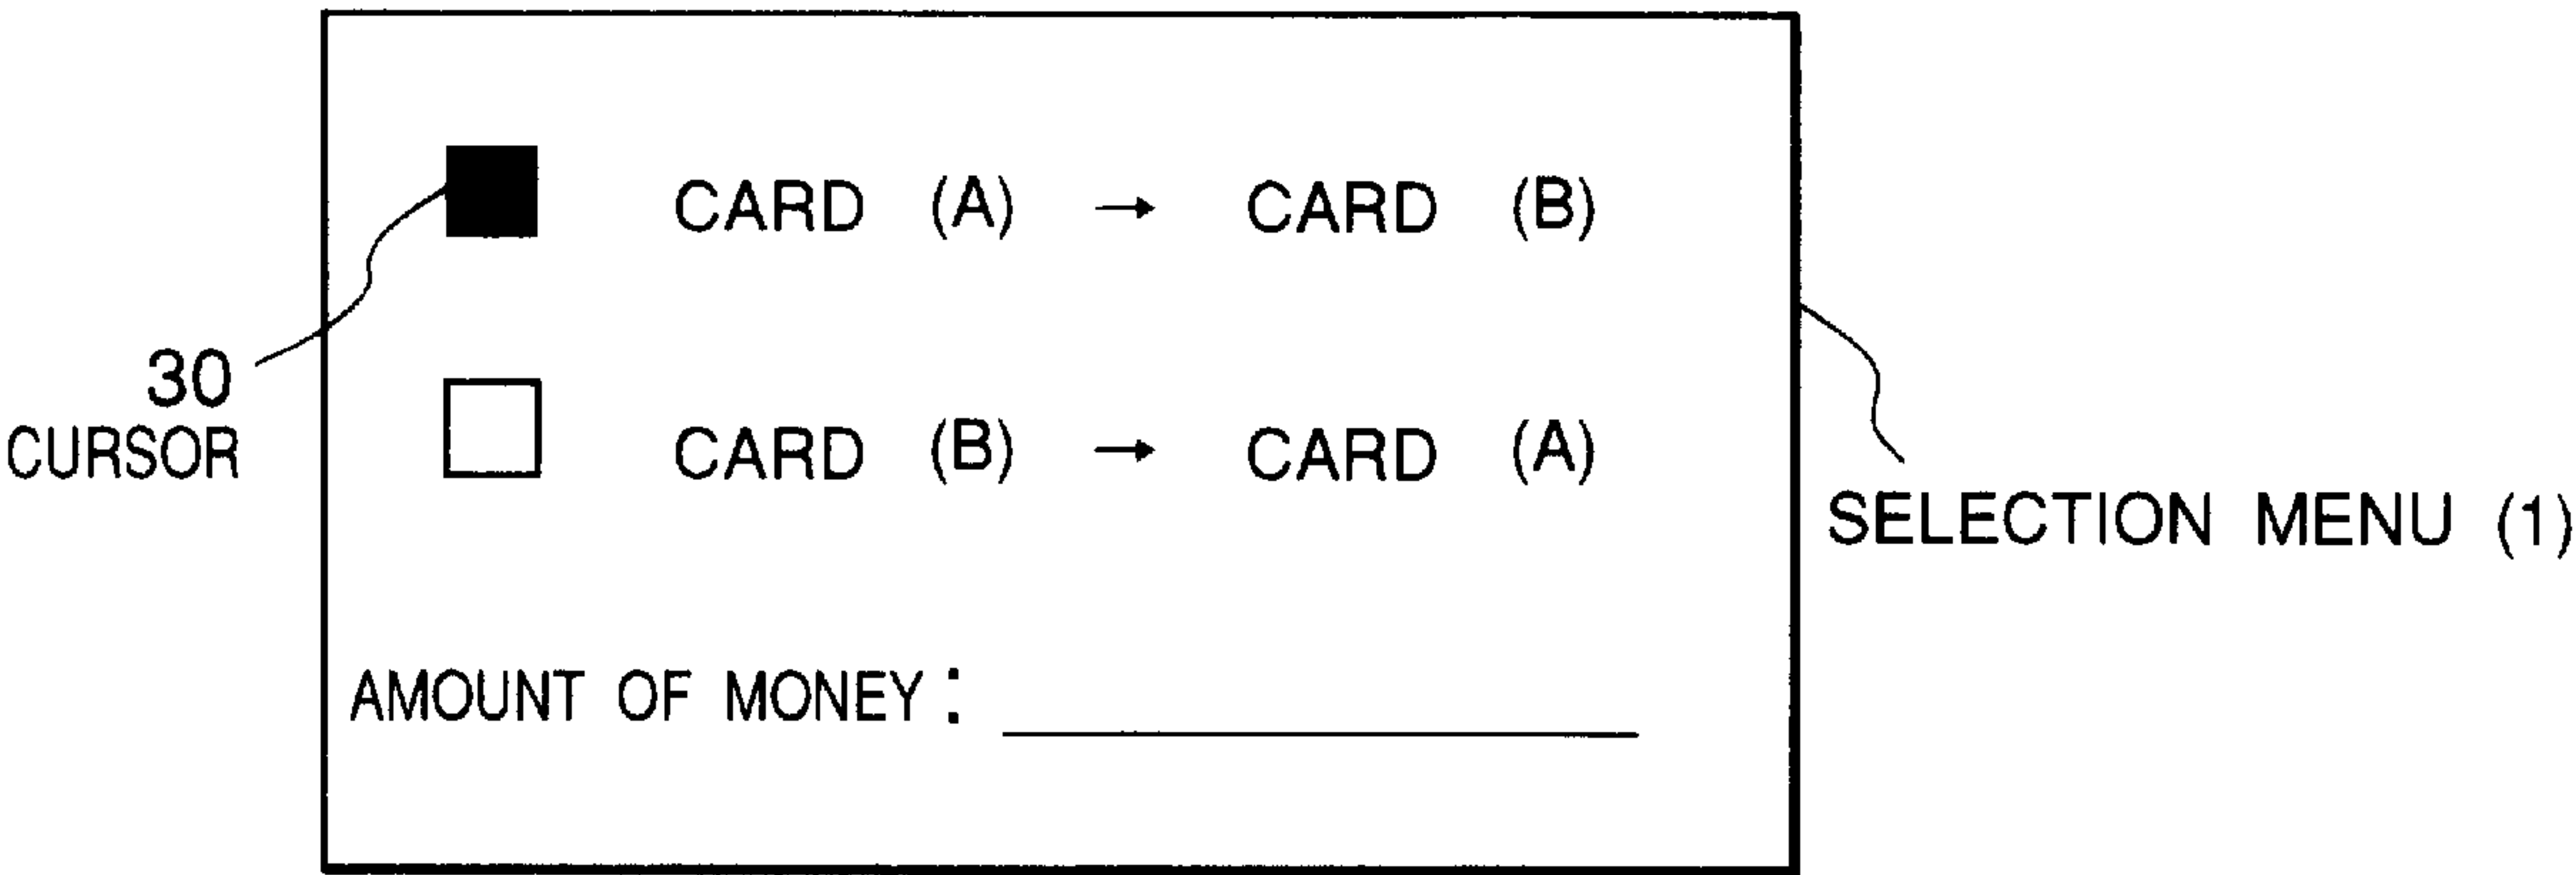 CARD (A) → CARD (B)
30
CURSOR
CARD (B) → CARD (A)
SELECTION MENU (1)
AMOUNT OF MONEY :